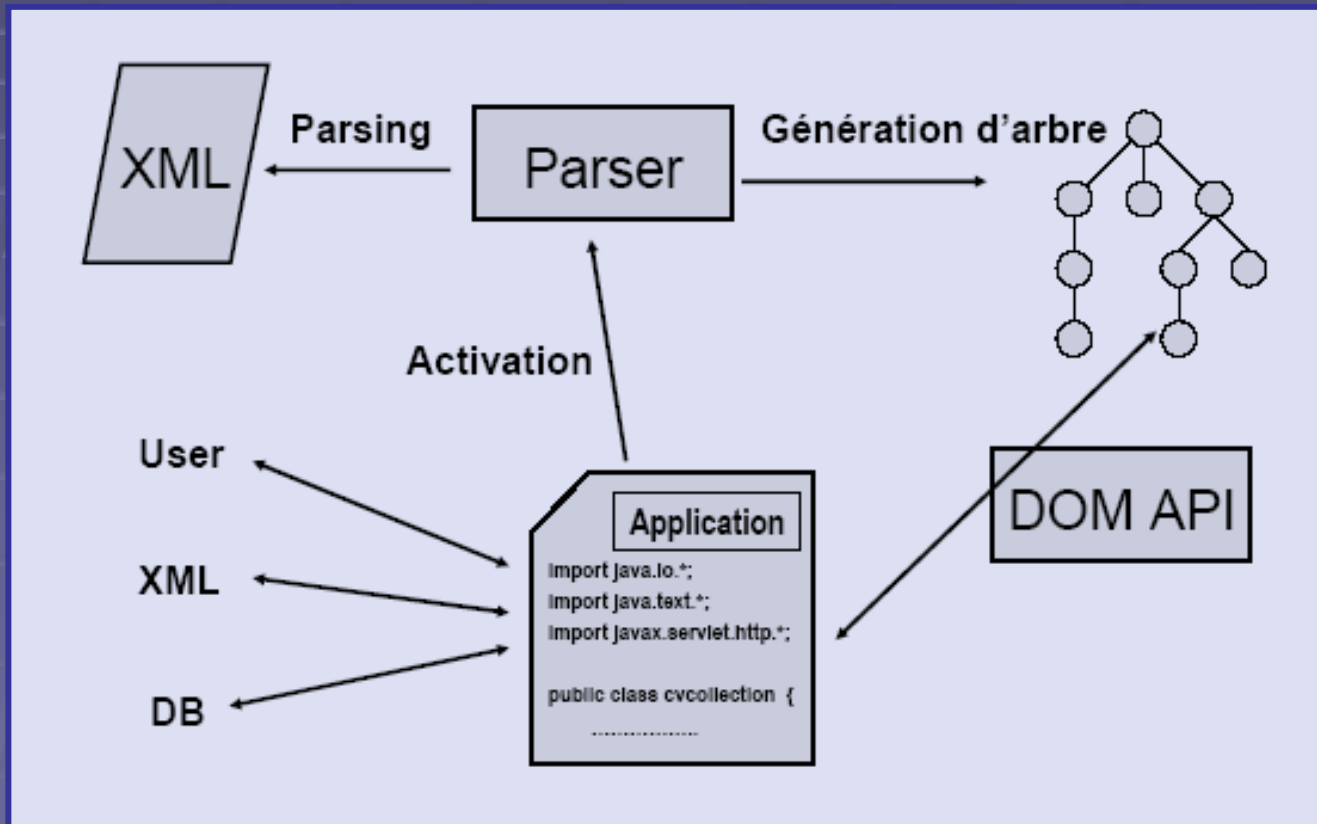 XML
Parsing
Parser
Génération d'arbre
Activation
User
XML
DB
Application
import java.io.*;
import java.text.*;
import javax.servlet.http.*;
public class cvcollection {
...................
DOM API